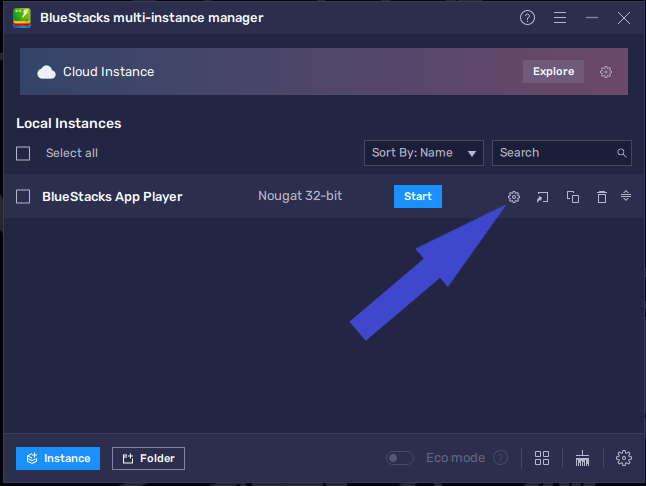 BlueStacks multi-instance manager
Cloud Instance
Explore
Local Instances
Select all
Sort By: Name
Search
BlueStacks App Player
Nougat 32-bit
Start
Instance
Folder
Eco mode